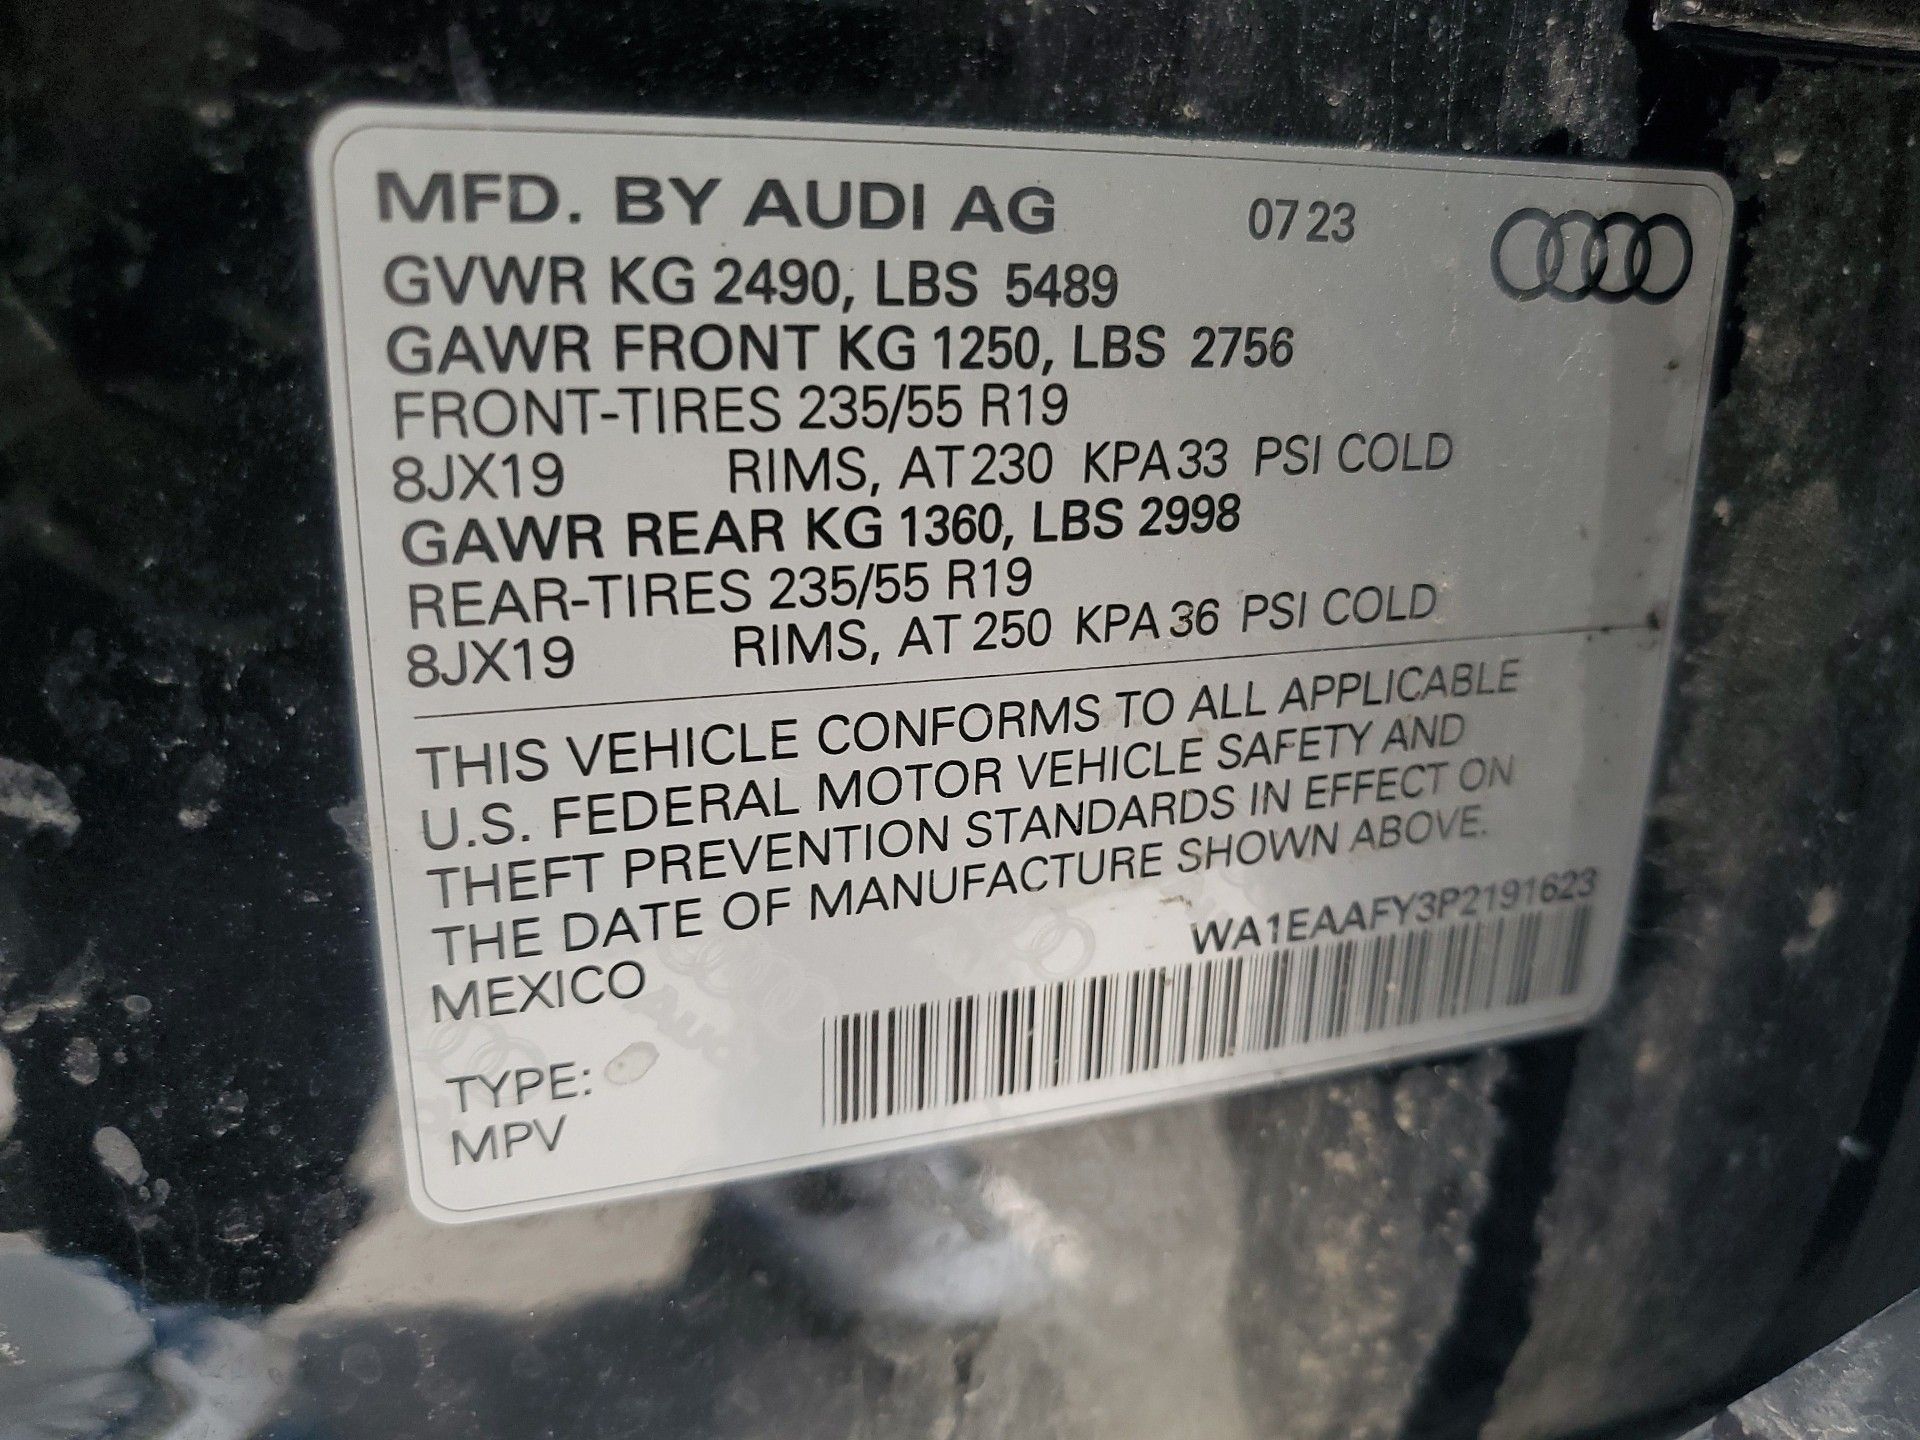 MFD. BY AUDI AG 07 23
GVWR KG 2490, LBS 5489
GAWR FRONT KG 1250, LBS 2756
FRONT-TIRES 235/55 R19
8JX19 RIMS, AT 230 KPA 33 PSI COLD
GAWR REAR KG 1360, LBS 2998
REAR-TIRES 235/55 R19
8JX19 RIMS, AT 250 KPA 36 PSI COLD
THIS VEHICLE CONFORMS TO ALL APPLICABLE
U.S. FEDERAL MOTOR VEHICLE SAFETY AND
THEFT PREVENTION STANDARDS IN EFFECT ON
THE DATE OF MANUFACTURE SHOWN ABOVE.
WA1EAAFY3P2191623
MEXICO
TYPE:
MPV